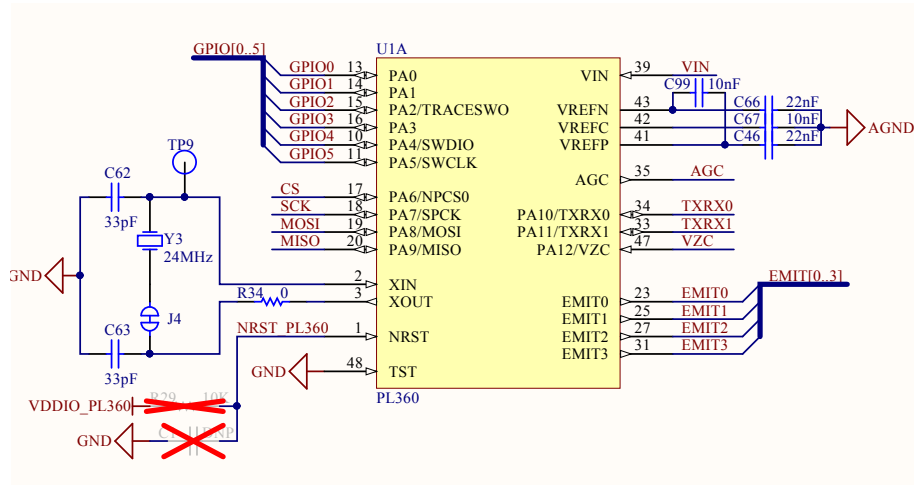 GPIO[0..5]
U1A
GPIO0 13 PA0
GPIO1 14 PA1
GPIO2 15 PA2/TRACESWO
GPIO3 16 PA3
GPIO4 10 PA4/SWDIO
GPIO5 11 PA5/SWCLK
CS 17 PA6/NPCS0
SCK 18 PA7/SPCK
MOSI 19 PA8/MOSI
MISO 20 PA9/MISO
2 XIN
R34 0 3 XOUT
NRST_PL360 1 NRST
GND 48 TST
PL360
VIN 39 VIN
C99 10nF
VREFN 43 C66 22nF
VREFC 42 C67 10nF
VREFP 41 C46 22nF
AGND
AGC 35 AGC
PA10/TXRX0 34 TXRX0
PA11/TXRX1 33 TXRX1
PA12/VZC 47 VZC
EMIT[0..3]
EMIT0 23 EMIT0
EMIT1 25 EMIT1
EMIT2 27 EMIT2
EMIT3 31 EMIT3
TP9
C62
33pF
Y3
24MHz
GND
J4
C63
33pF
VDDIO_PL360 R29 10K
GND DNP